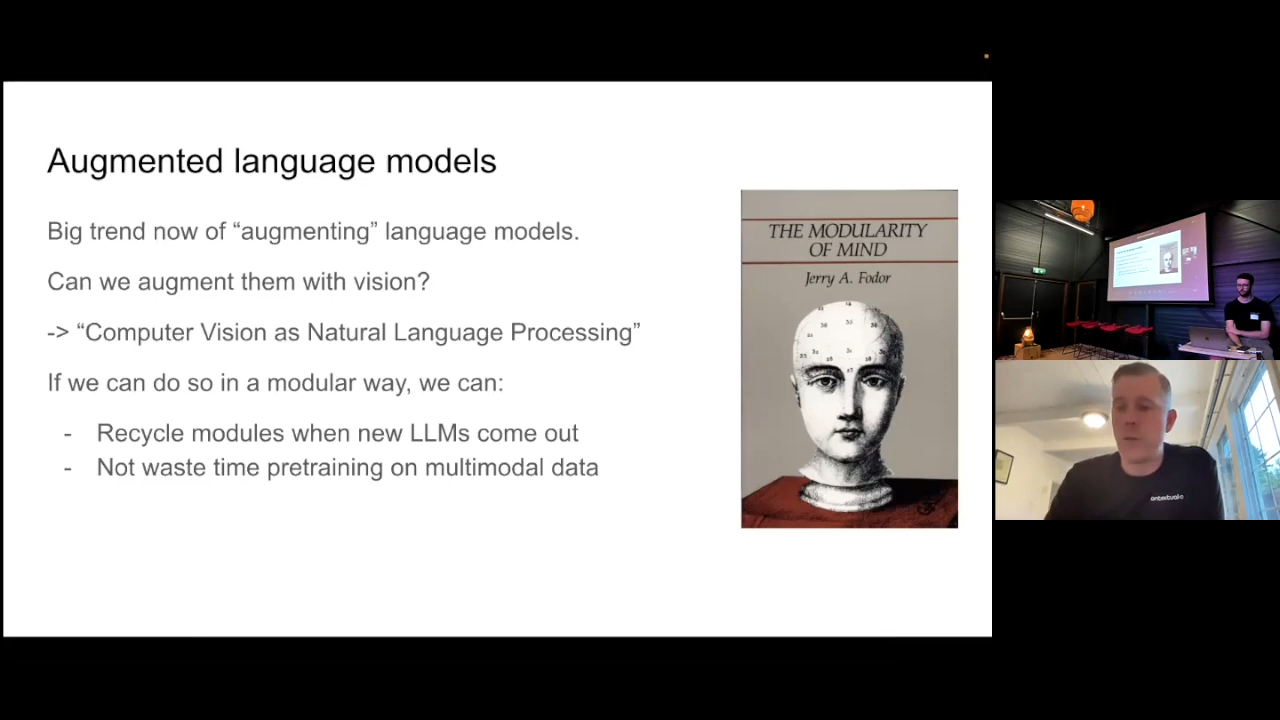 Augmented language models
Big trend now of “augmenting” language models.
Can we augment them with vision?
-> “Computer Vision as Natural Language Processing”
If we can do so in a modular way, we can:
- Recycle modules when new LLMs come out
- Not waste time pretraining on multimodal data
THE MODULARITY
OF MIND
Jerry A. Fodor